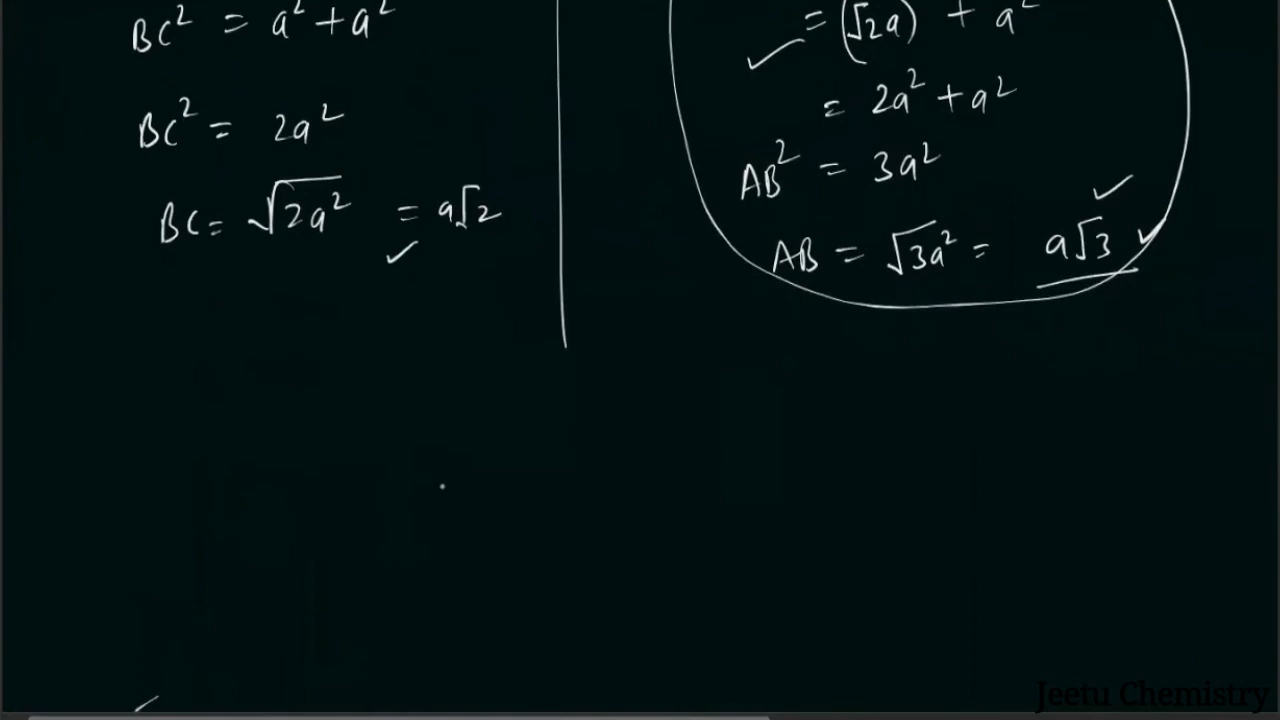 BC² = a² + a²
BC² = 2a²
BC = √2a² = a√2
= (√2a) + a²
= 2a² + a²
AB² = 3a²
AB = √3a² = a√3
Jeetu Chemistry